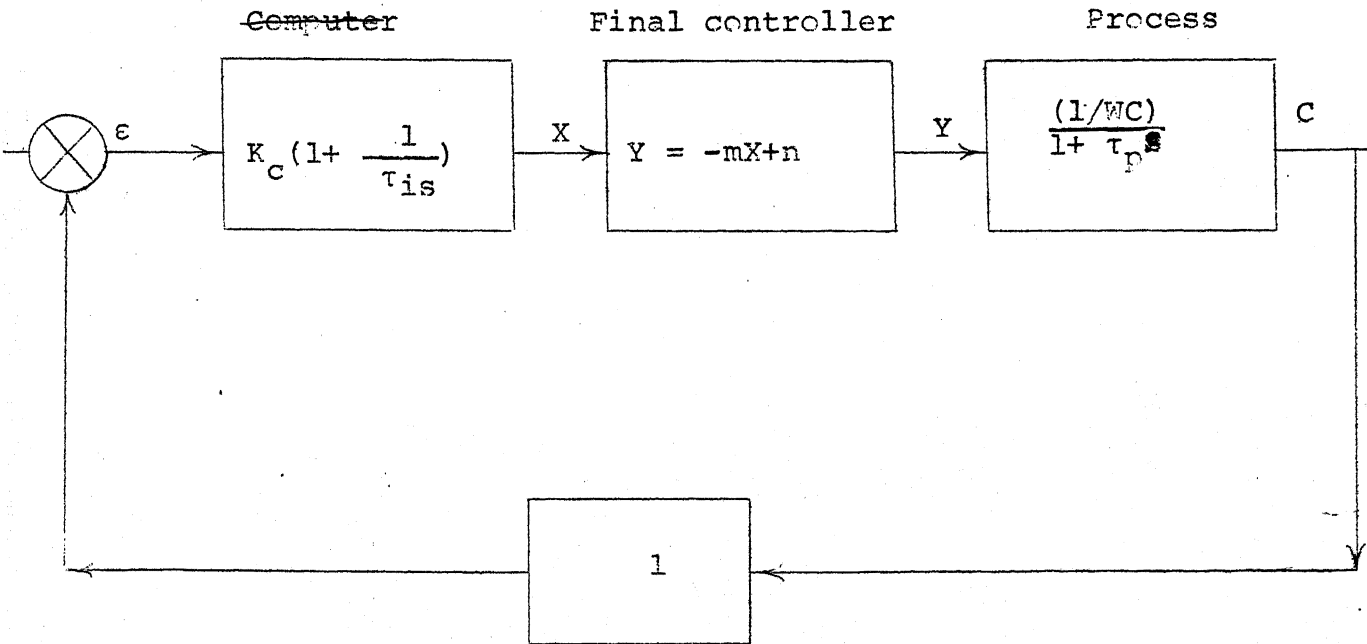 Computer Final controller Process
ε K_c(1+ 1/τ_is) X Y = -mX+n Y (1/WC)/1+ τ_p s C
1